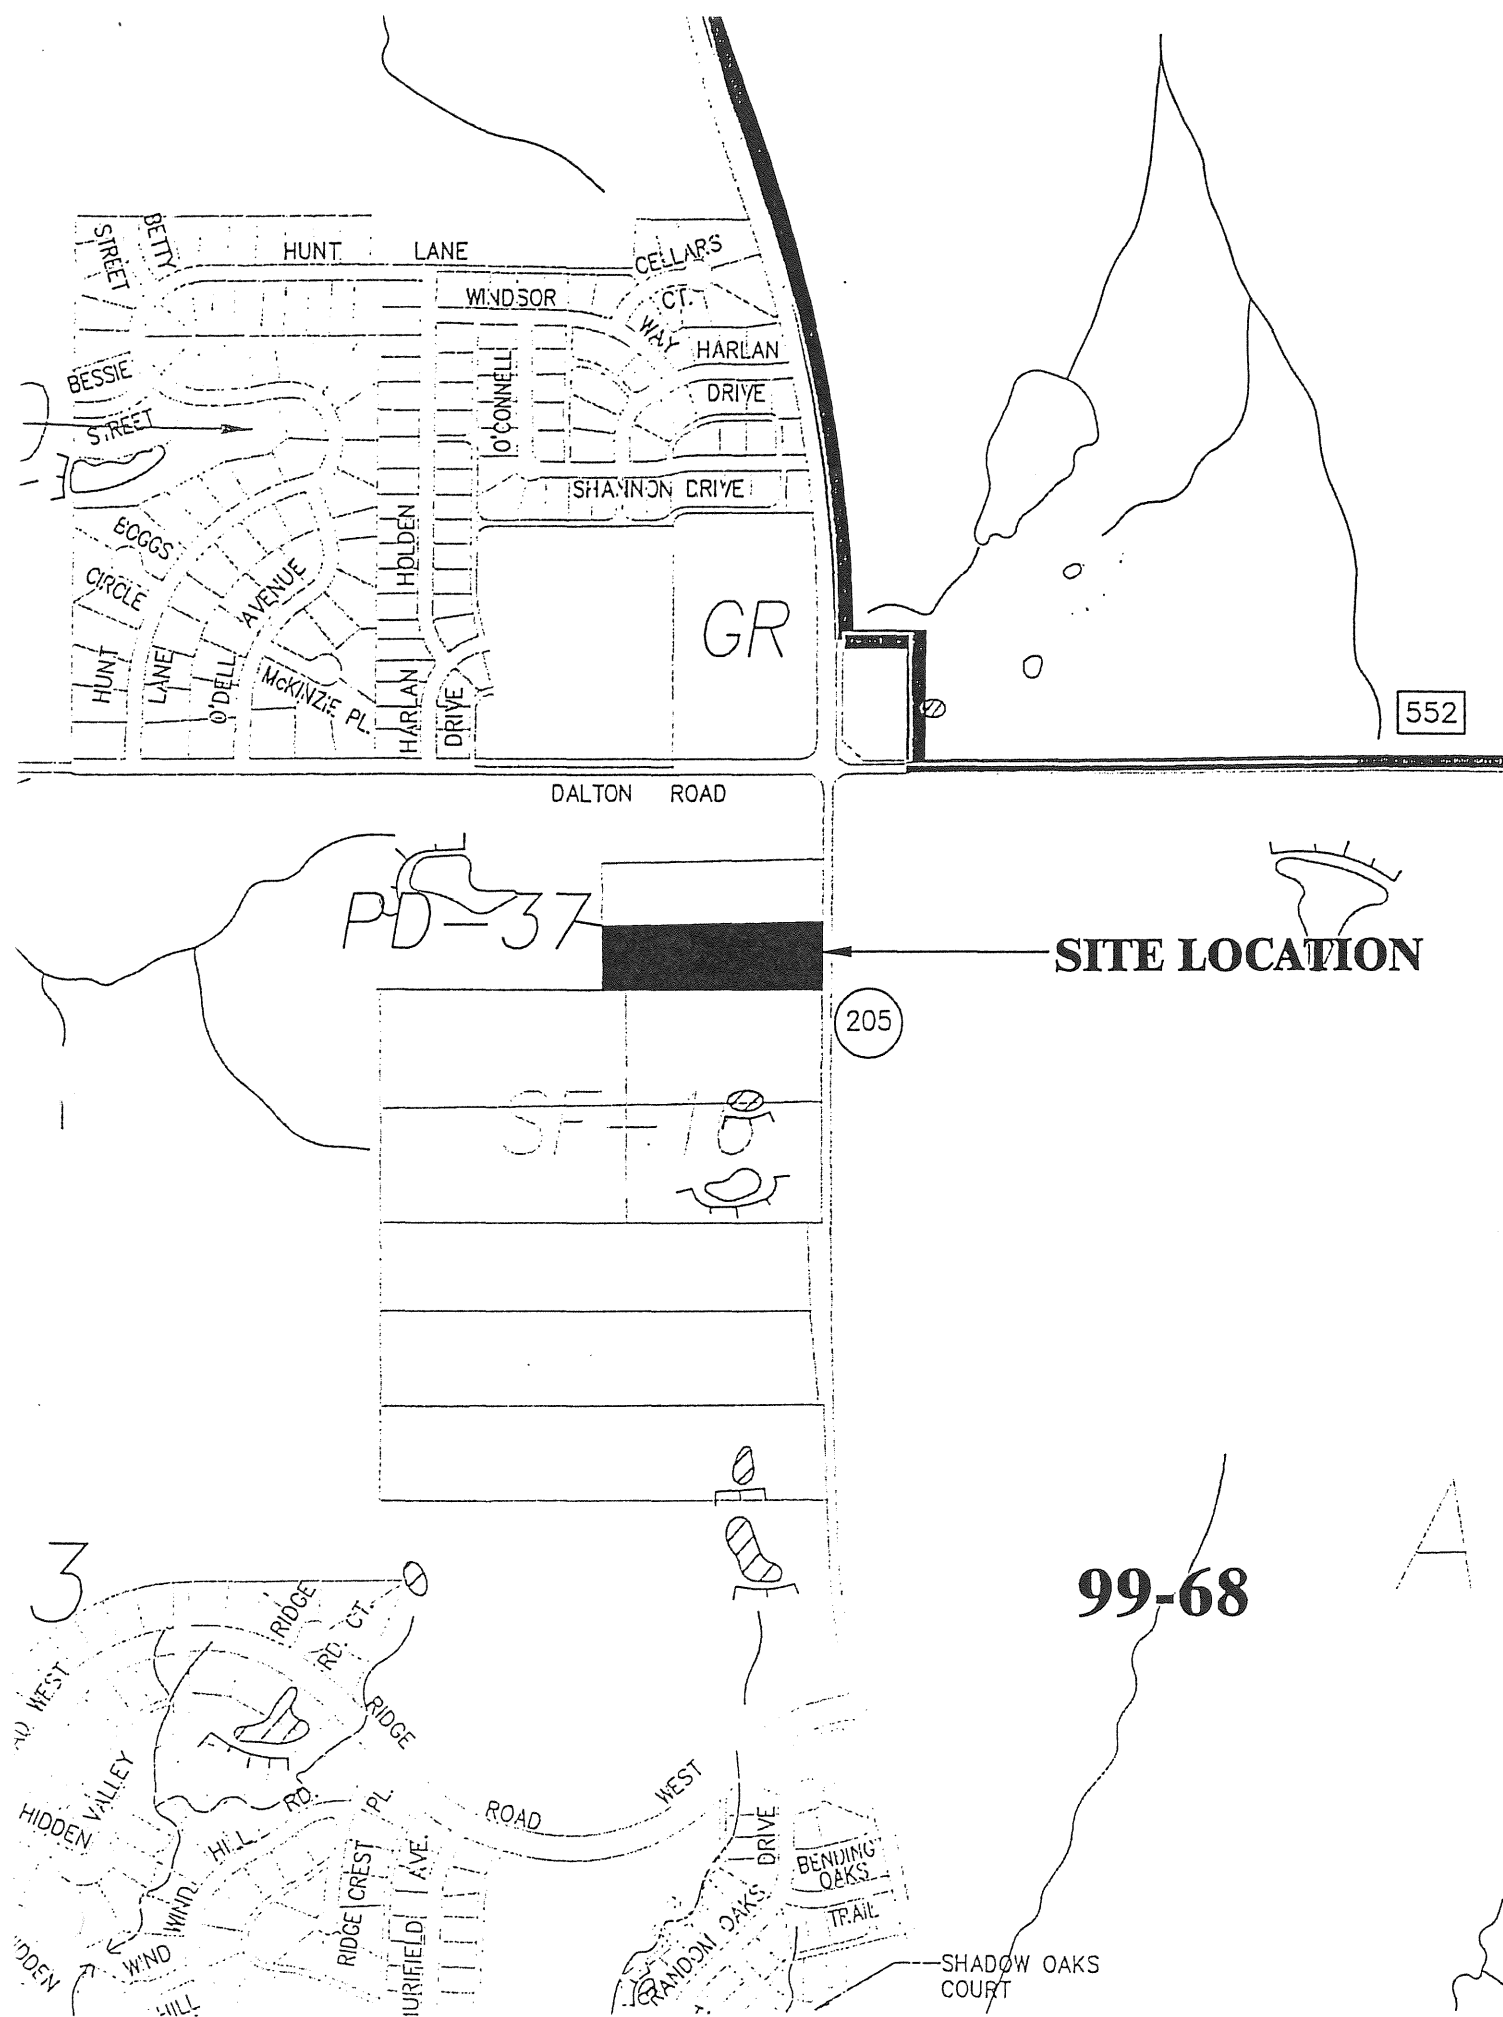 BETTY
STREET
HUNT LANE
CELLARS
CT.
WINDSOR
WAY
HARLAN
DRIVE
BESSIE
STREET
O'CONNELL
SHANNON DRIVE
BOGGS
CIRCLE
HOLDEN
AVENUE
GR
HUNT
LANE
O'DELL
McKINZIE PL.
HARLAN
DRIVE
552
DALTON ROAD
PD-37
SITE LOCATION
205
SF-16
3
99-68
A
RIDGE
RD. CT.
WEST
RIDGE
VALLEY
HIDDEN
HILL
RD.
PL.
ROAD
WEST
WIND
RIDGE CREST
AVE.
DRIVE
BENDING
OAKS
TRAIL
OAKS
WIND
HILL
SHADOW OAKS
COURT